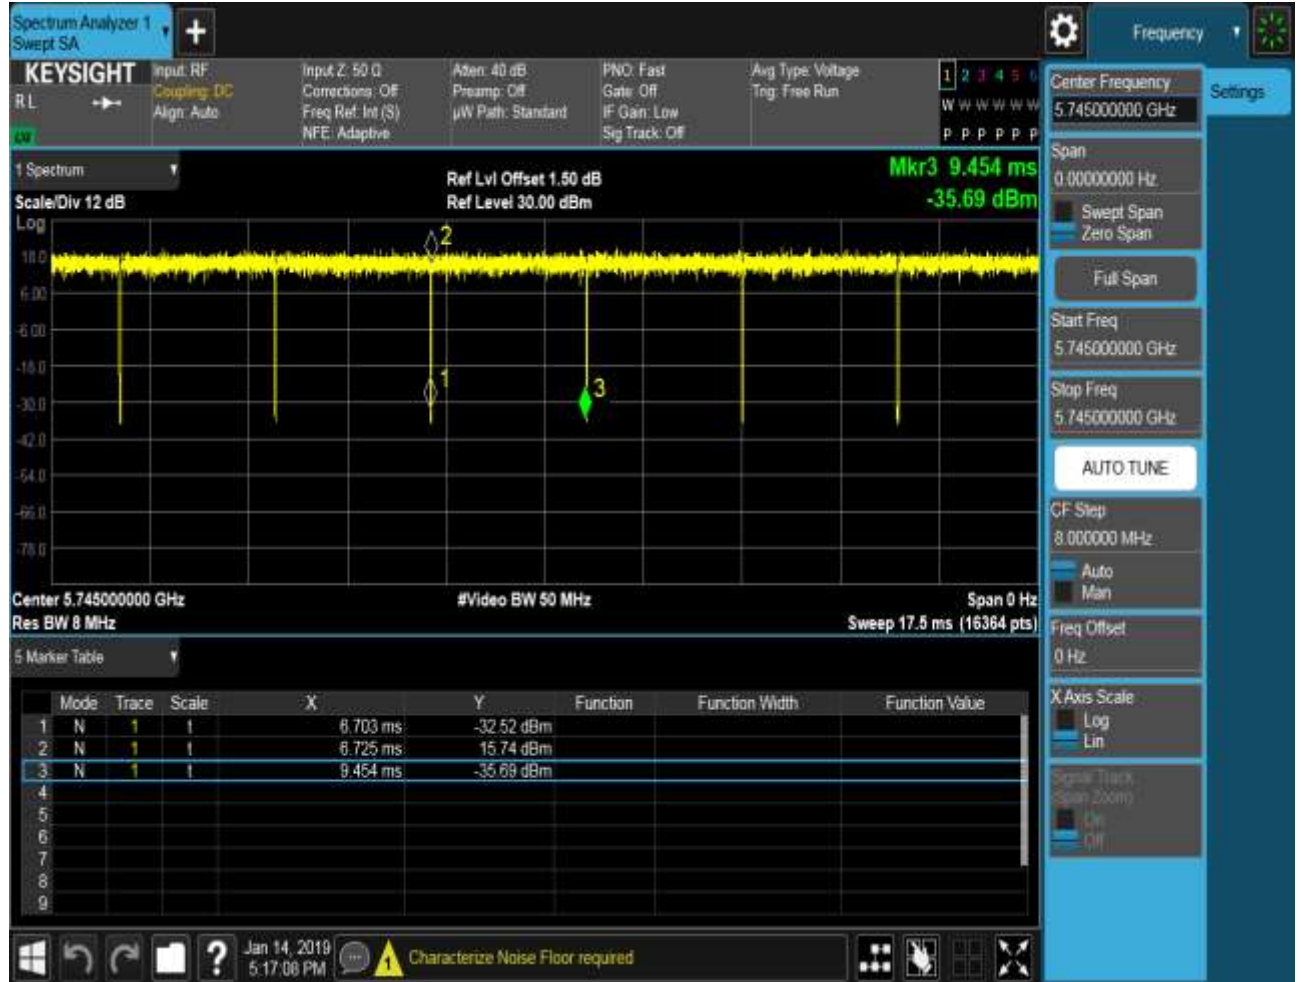 Spectrum Analyzer 1
Swept SA
+
Frequency
KEYSIGHT
RL
Input: RF
Coupling: DC
Align: Auto
Input Z: 50 Ω
Corrections: Off
Freq Ref: Int (S)
NFE: Adaptive
Atten: 40 dB
Preamp: Off
µW Path: Standard
PNO: Fast
Gate: Off
IF Gain: Low
Sig Track: Off
Avg Type: Voltage
Trig: Free Run
1 2 3 4 5 6
W W W W W W
P P P P P P
1 Spectrum
Scale/Div 12 dB
Log
Ref Lvl Offset 1.50 dB
Ref Level 30.00 dBm
Mkr3 9.454 ms
-35.69 dBm
18.0
6.00
-6.00
-18.0
-30.0
-42.0
-54.0
-66.0
-78.0
2
1
3
Center 5.745000000 GHz
#Video BW 50 MHz
Span 0 Hz
Res BW 8 MHz
Sweep 17.5 ms (16364 pts)
5 Marker Table
Mode Trace Scale X Y Function Function Width Function Value
1 N 1 t 6.703 ms -32.52 dBm
2 N 1 t 6.725 ms 15.74 dBm
3 N 1 t 9.454 ms -35.69 dBm
4
5
6
7
8
9
Center Frequency
5.745000000 GHz
Settings
Span
0.00000000 Hz
Swept Span
Zero Span
Full Span
Start Freq
5.745000000 GHz
Stop Freq
5.745000000 GHz
AUTO TUNE
CF Step
8.000000 MHz
Auto
Man
Freq Offset
0 Hz
X Axis Scale
Log
Lin
Signal Track
(Span Zoom)
On
Off
?
Jan 14, 2019
5:17:08 PM
1
Characterize Noise Floor required